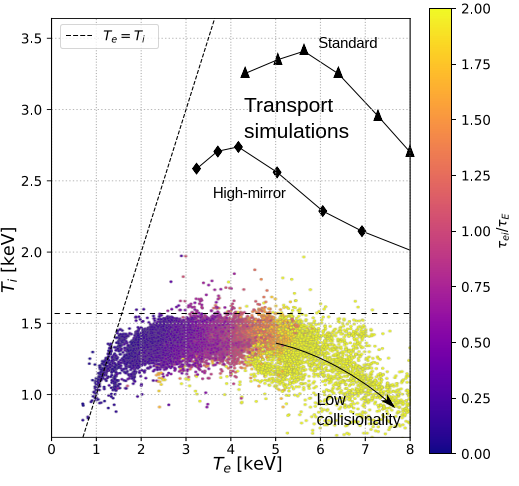 2.00
3.5
T_e = T_i
Standard
1.75
3.0
Transport
simulations
1.50
2.5
High-mirror
1.25
T_i [keV]
2.0
1.00
τ_ei/τ_E
1.5
0.75
1.0
Low
collisionality
0.50
0.25
0.00
0 1 2 3 4 5 6 7 8
T_e [keV]